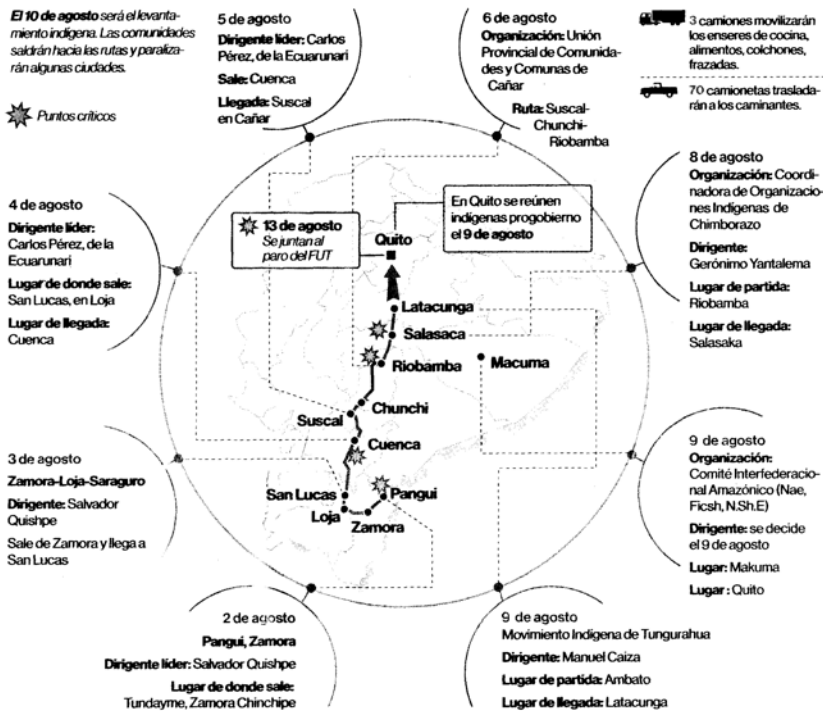 El 10 de agosto será el levanta-
miento indígena. Las comunidades
saldrán hacia las rutas y paraliza-
rán algunas ciudades.
Puntos críticos
5 de agosto
Dirigente líder: Carlos
Pérez, de la Ecuarunari
Sale: Cuenca
Llegada: Suscal
en Cañar
6 de agosto
Organización: Unión
Provincial de Comunida-
des y Comunas de
Cañar
Ruta: Suscal-
Chunchi-
Riobamba
3 camiones movilizarán
los enseres de cocina,
alimentos, colchones,
frazadas.
70 camionetas traslada-
rán a los caminantes.
4 de agosto
Dirigente líder:
Carlos Pérez, de la
Ecuarunari
Lugar de donde sale:
San Lucas, en Loja
Lugar de llegada:
Cuenca
13 de agosto
Se juntan al
paro del FUT
En Quito se reúnen
indígenas progobierno
el 9 de agosto
Quito
Latacunga
Salasaca
Riobamba
Macuma
Chunchi
Suscal
Cuenca
San Lucas
Pangui
Loja
Zamora
8 de agosto
Organización: Coordi-
nadora de Organizacio-
nes Indígenas de
Chimborazo
Dirigente:
Gerónimo Yantalema
Lugar de partida:
Riobamba
Lugar de llegada:
Salasaka
3 de agosto
Zamora-Loja-Saraguro
Dirigente: Salvador
Quishpe
Sale de Zamora y llega a
San Lucas
9 de agosto
Organización:
Comité Interfederacio-
nal Amazónico (Nae,
Ficsh, N.Sh.E)
Dirigente: se decide
el 9 de agosto
Lugar: Makuma
Lugar: Quito
2 de agosto
Pangui, Zamora
Dirigente líder: Salvador Quishpe
Lugar de donde sale:
Tundayme, Zamora Chinchipe
9 de agosto
Movimiento Indígena de Tungurahua
Dirigente: Manuel Caiza
Lugar de partida: Ambato
Lugar de llegada: Latacunga